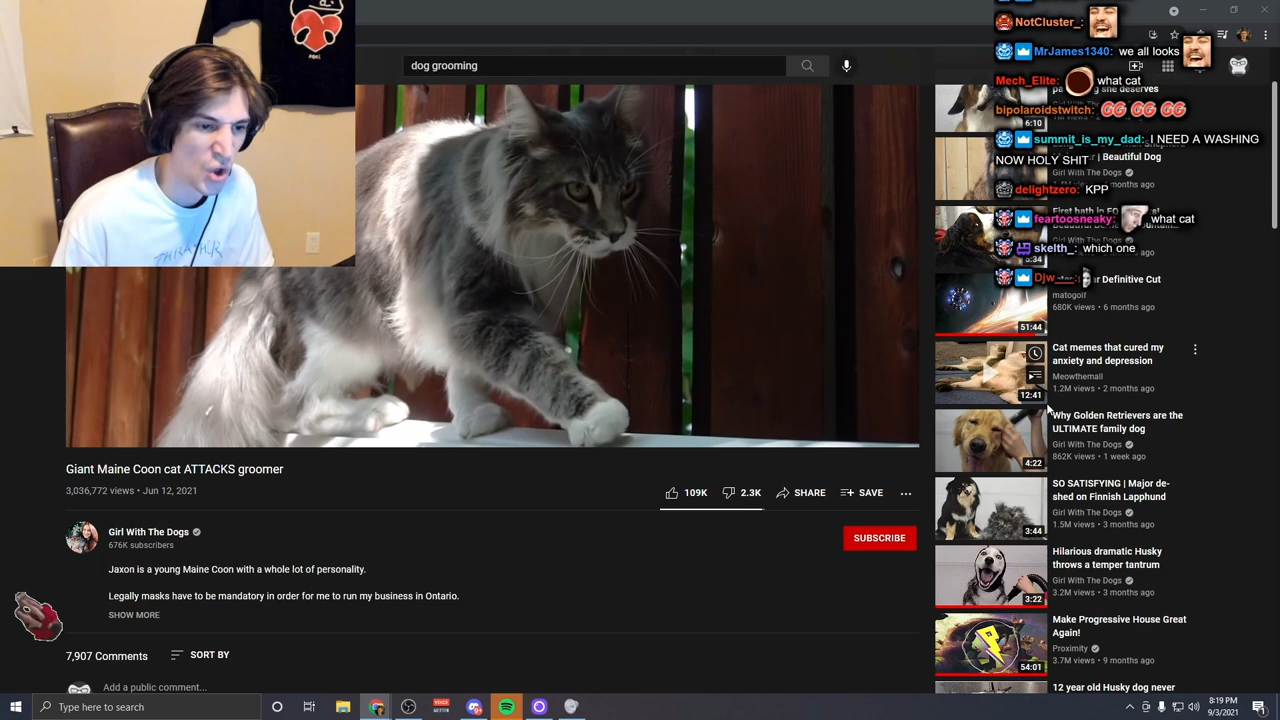 dog grooming
THRASHER
NotCluster_:
MrJames1340: we all looks
Mech_Elite: what cat
bipolaroidstwitch:
summit_is_my_dad: I NEED A WASHING
NOW HOLY SHIT
delightzero: KPP
feartoosneaky: what cat
skelth_: which one
Djw___:
she deserves
6:10
| Beautiful Dog
Girl With The Dogs
months ago
First bath in
5:34
Definitive Cut
matogolf
680K views • 6 months ago
51:44
Cat memes that cured my
anxiety and depression
Meowthemall
1.2M views • 2 months ago
12:41
Why Golden Retrievers are the
ULTIMATE family dog
Girl With The Dogs
862K views • 1 week ago
4:22
SO SATISFYING | Major de-
shed on Finnish Lapphund
Girl With The Dogs
1.5M views • 3 months ago
3:44
Hilarious dramatic Husky
throws a temper tantrum
Girl With The Dogs
3.2M views • 3 months ago
3:22
Make Progressive House Great
Again!
Proximity
3.7M views • 9 months ago
54:01
12 year old Husky dog never
Giant Maine Coon cat ATTACKS groomer
3,036,772 views • Jun 12, 2021
109K 2.3K SHARE SAVE
Girl With The Dogs
676K subscribers
SUBSCRIBE
Jaxon is a young Maine Coon with a whole lot of personality.
Legally masks have to be mandatory in order for me to run my business in Ontario.
SHOW MORE
7,907 Comments SORT BY
Add a public comment...
Type here to search
8:19 PM
9/3/2021